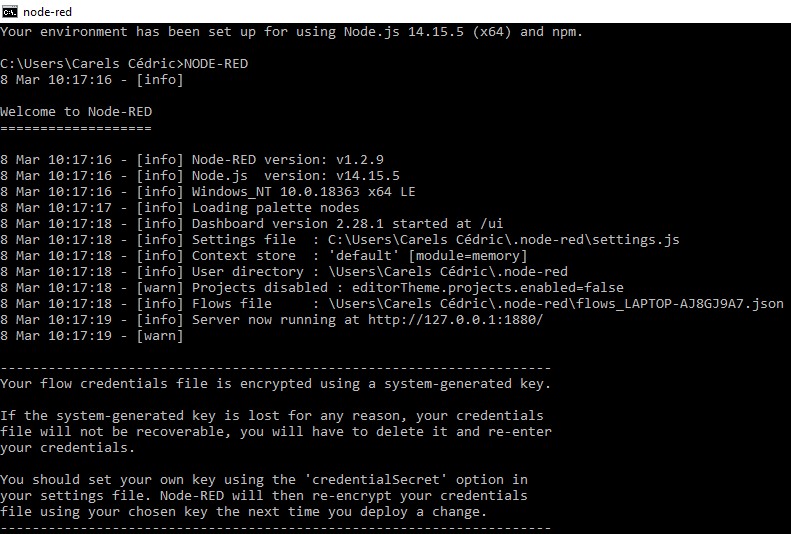 node-red
Your environment has been set up for using Node.js 14.15.5 (x64) and npm.
C:\Users\Carels Cédric>NODE-RED
8 Mar 10:17:16 - [info]
Welcome to Node-RED
===================
8 Mar 10:17:16 - [info] Node-RED version: v1.2.9
8 Mar 10:17:16 - [info] Node.js  version: v14.15.5
8 Mar 10:17:16 - [info] Windows_NT 10.0.18363 x64 LE
8 Mar 10:17:17 - [info] Loading palette nodes
8 Mar 10:17:18 - [info] Dashboard version 2.28.1 started at /ui
8 Mar 10:17:18 - [info] Settings file  : C:\Users\Carels Cédric\.node-red\settings.js
8 Mar 10:17:18 - [info] Context store  : 'default' [module=memory]
8 Mar 10:17:18 - [info] User directory : \Users\Carels Cédric\.node-red
8 Mar 10:17:18 - [warn] Projects disabled : editorTheme.projects.enabled=false
8 Mar 10:17:18 - [info] Flows file     : \Users\Carels Cédric\.node-red\flows_LAPTOP-AJ8GJ9A7.json
8 Mar 10:17:19 - [info] Server now running at http://127.0.0.1:1880/
8 Mar 10:17:19 - [warn]
---------------------------------------------------------------------
Your flow credentials file is encrypted using a system-generated key.
If the system-generated key is lost for any reason, your credentials
file will not be recoverable, you will have to delete it and re-enter
your credentials.
You should set your own key using the 'credentialSecret' option in
your settings file. Node-RED will then re-encrypt your credentials
file using your chosen key the next time you deploy a change.
---------------------------------------------------------------------